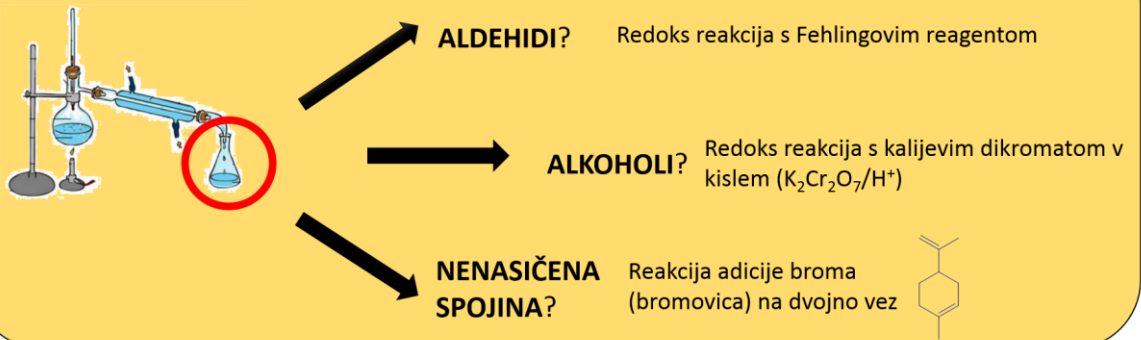 ALDEHIDI?
Redoks reakcija s Fehlingovim reagentom
ALKOHOLI?
Redoks reakcija s kalijevim dikromatom v
kislem (K₂Cr₂O₇/H⁺)
NENASIČENA
SPOJINA?
Reakcija adicije broma
(bromovica) na dvojno vez